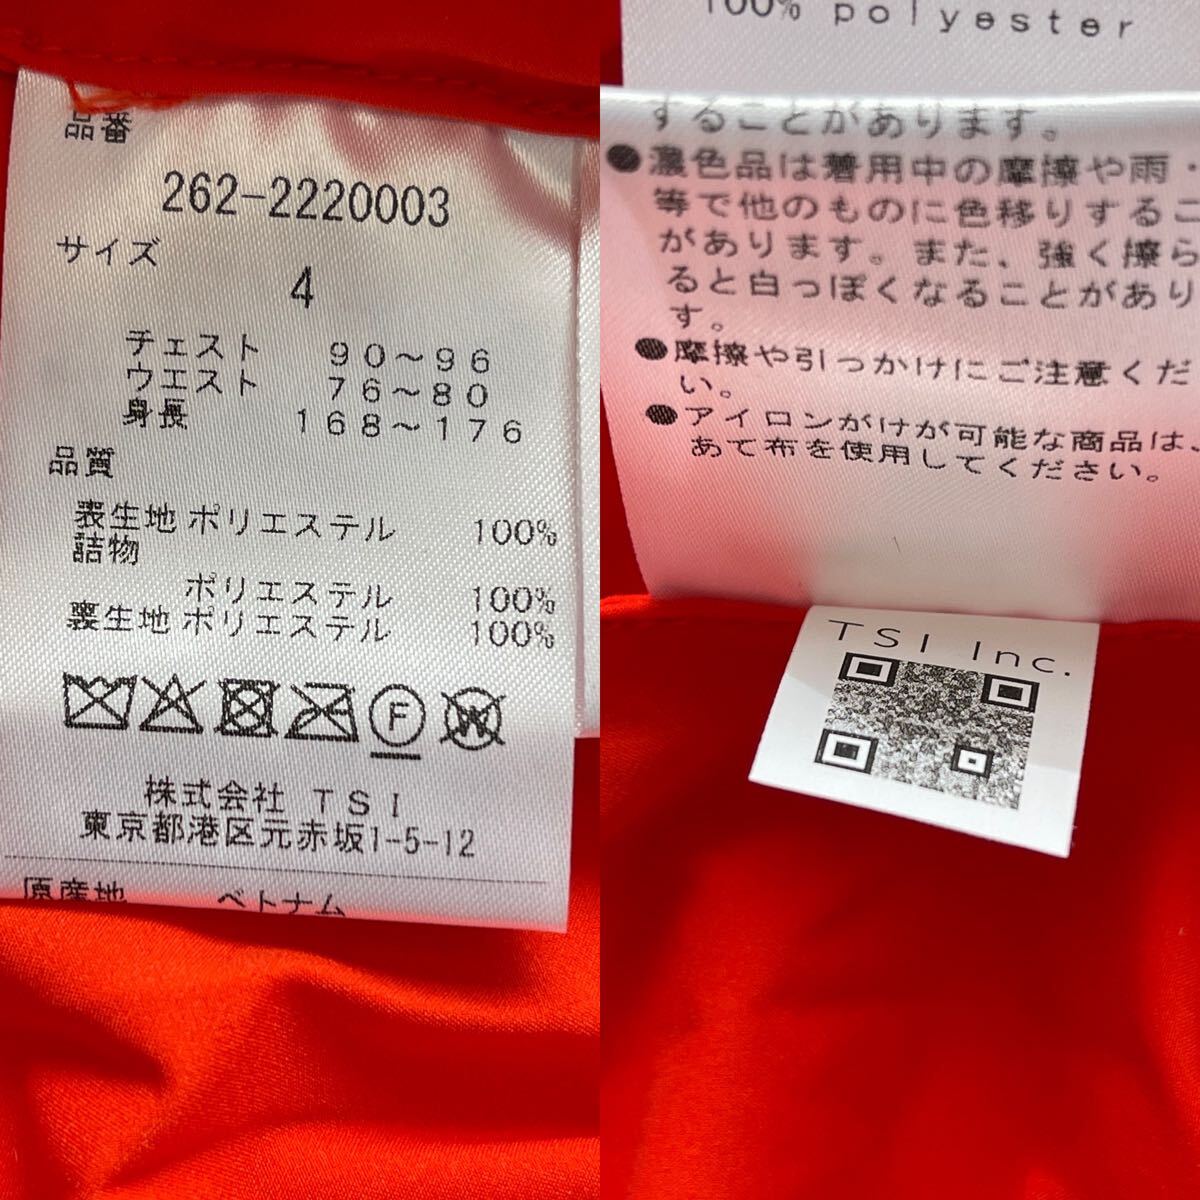 品番
262-2220003
サイズ
4
チェスト 90～96
ウエスト 76～80
身長 168～176
品質
表生地 ポリエステル 100%
詰物
ポリエステル 100%
裏生地 ポリエステル 100%
F
W
株式会社 TSI
東京都港区元赤坂1-5-12
原産地 ベトナム
100% polyester
することがあります。
●濃色品は着用中の摩擦や雨・
等で他のものに色移りするこ
があります。また、強く擦ら
ると白っぽくなることがあり
す。
●摩擦や引っかけにご注意くだ
い。
●アイロンがけが可能な商品は、
あて布を使用してください。
TSI Inc.